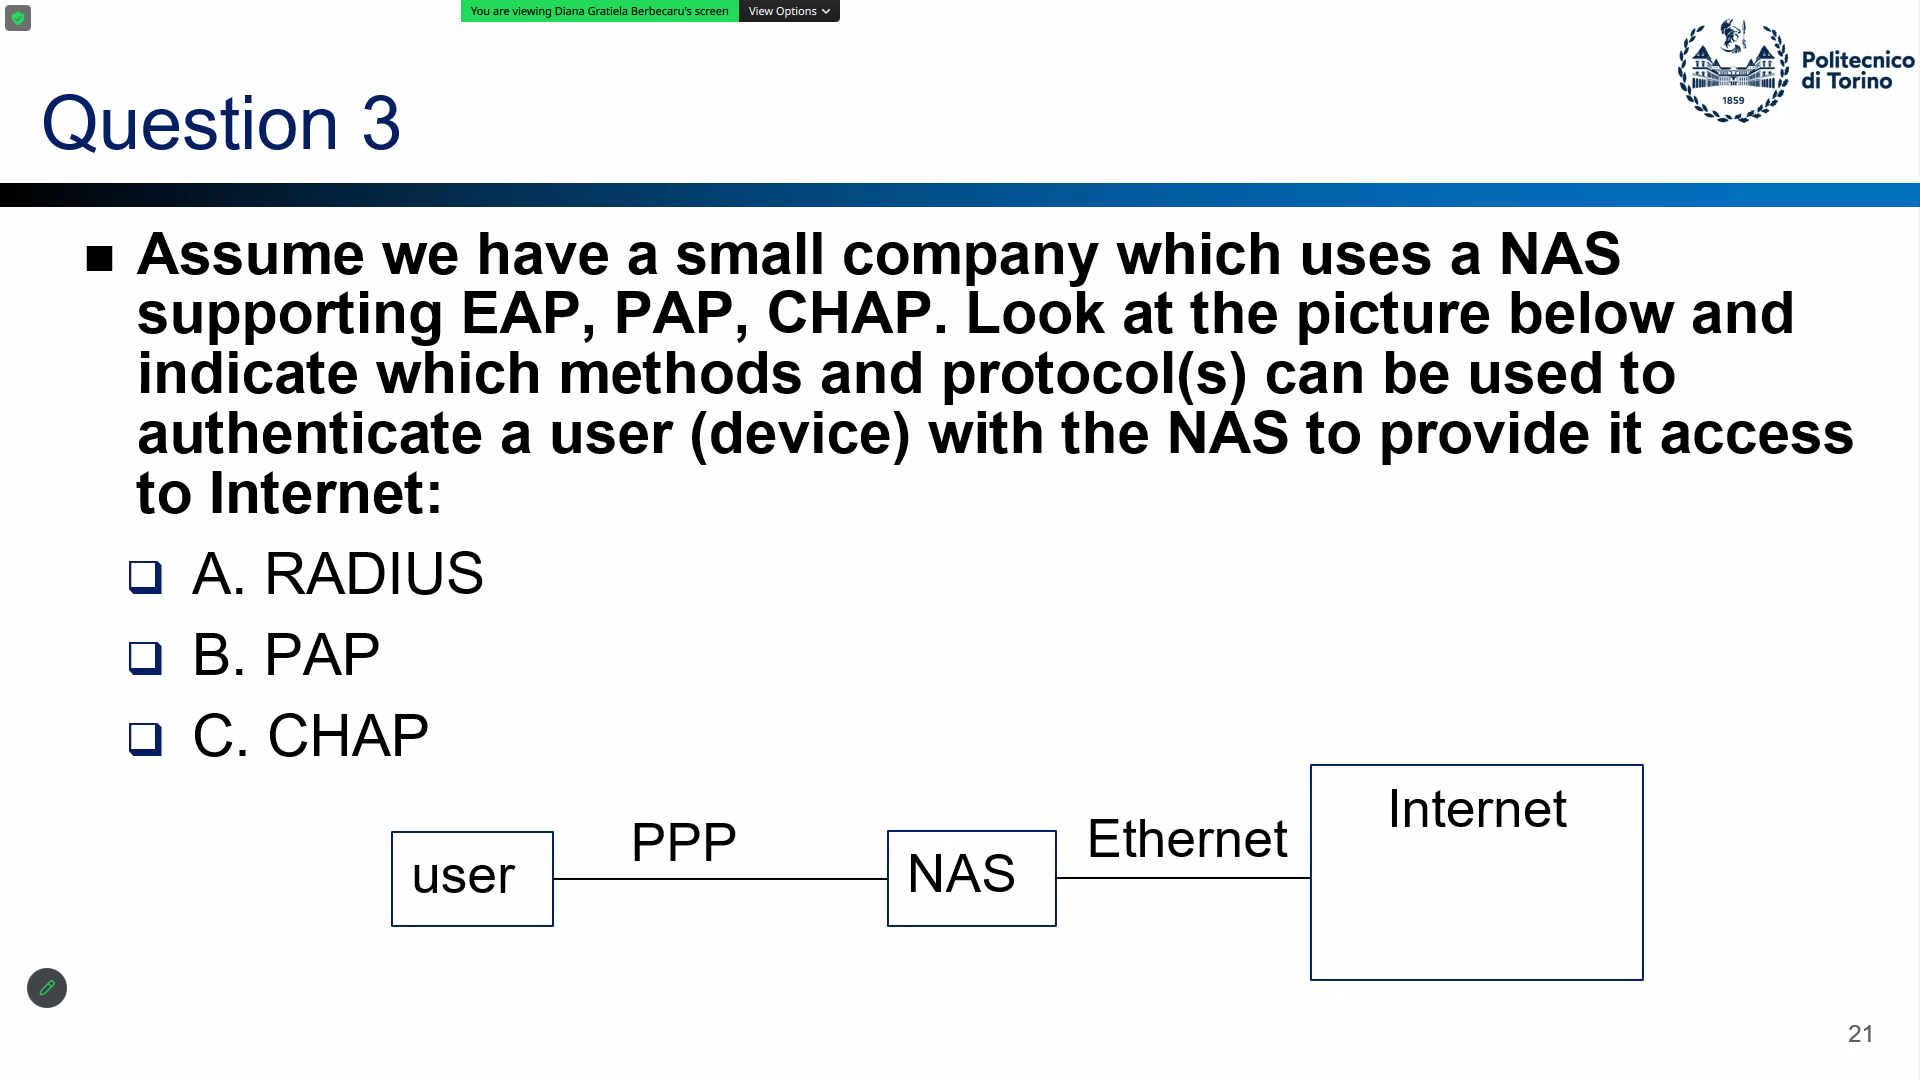 You are viewing Diana Gratiela Berbecaru's screen
View Options
Politecnico
di Torino
1859
Question 3
Assume we have a small company which uses a NAS
supporting EAP, PAP, CHAP. Look at the picture below and
indicate which methods and protocol(s) can be used to
authenticate a user (device) with the NAS to provide it access
to Internet:
A. RADIUS
B. PAP
C. CHAP
user
PPP
NAS
Ethernet
Internet
21